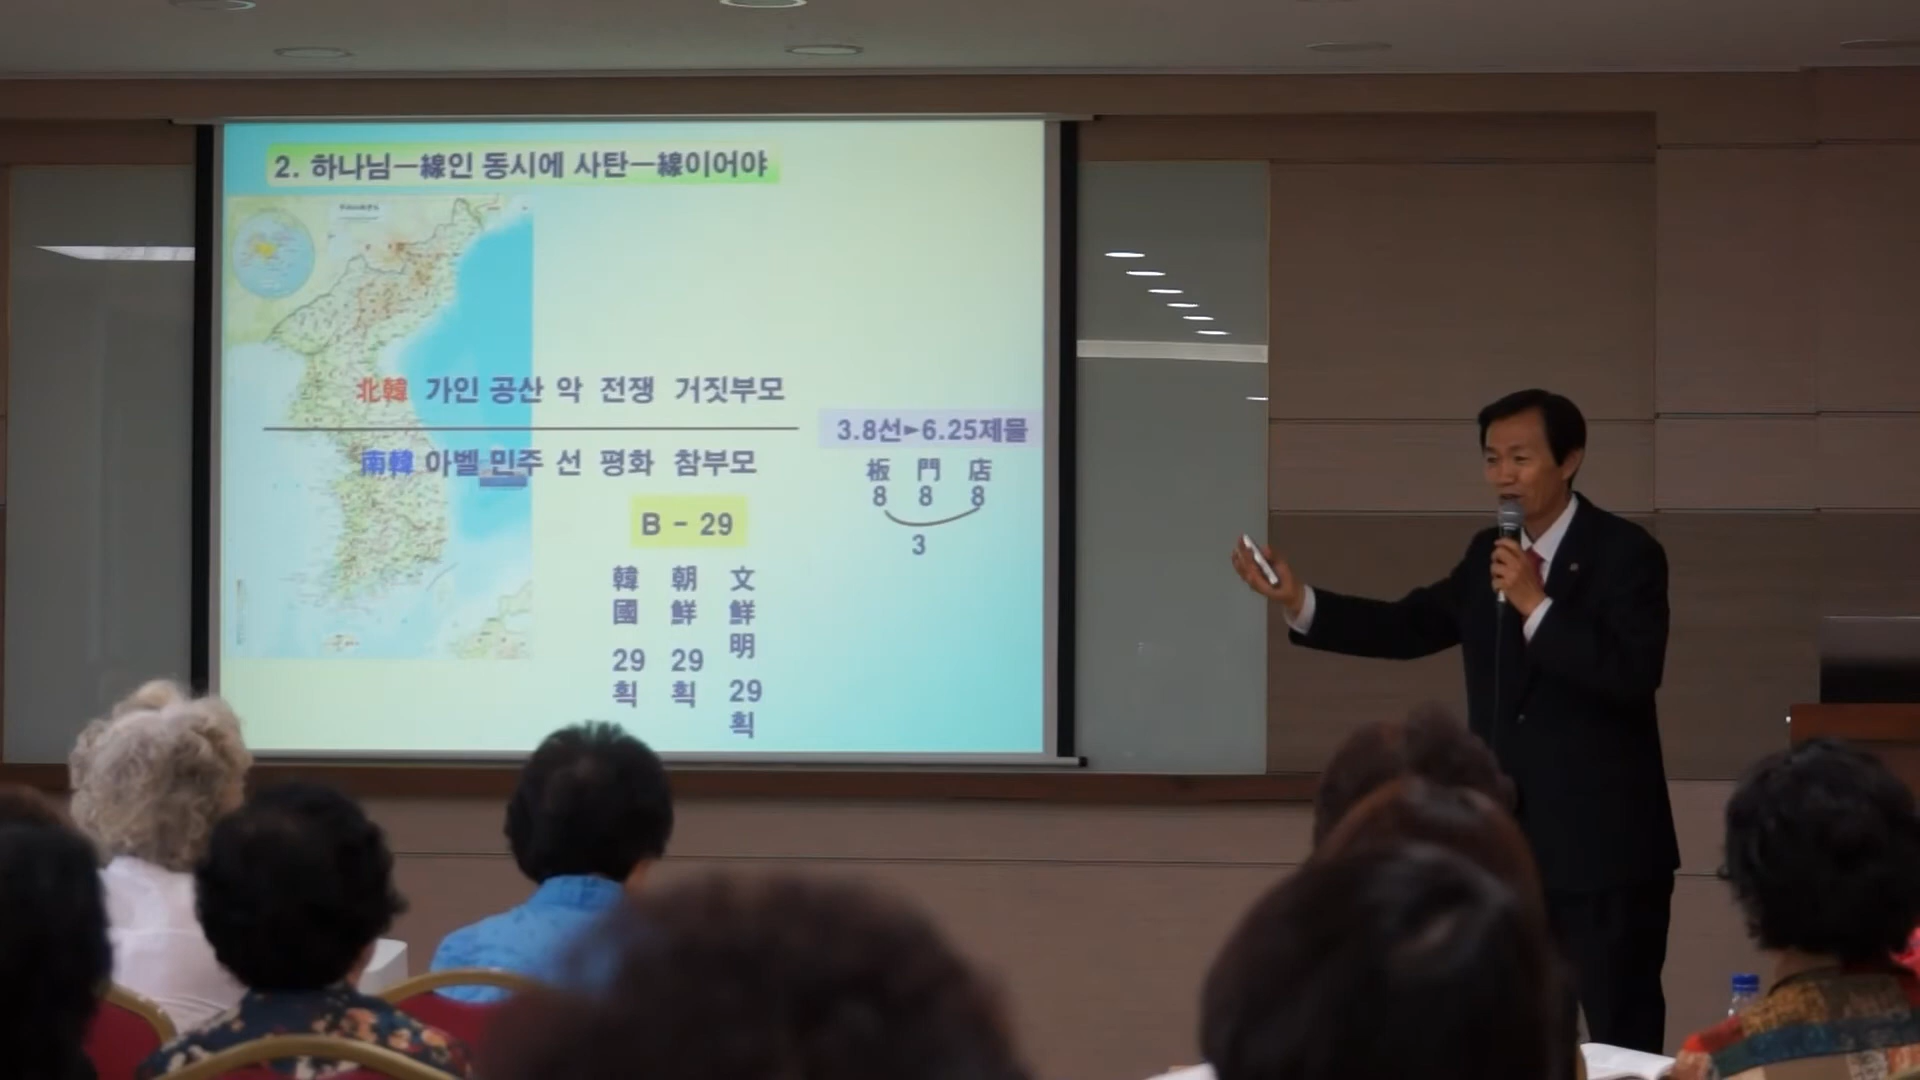 2. 하나님一線인 동시에 사탄一線이어야
北韓 가인 공산 악 전쟁 거짓부모
南韓 아벨 민주 선 평화 참부모
3.8선►6.25제물
板 門 店
8 8 8
3
B - 29
韓 朝 文
國 鮮 鮮
明
29 29
획 획
29
획